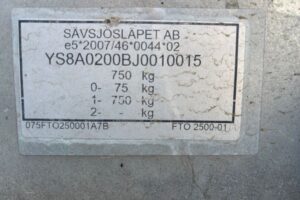 SÄVSJÖSLÄPET AB
e5*2007/46*0044*02
YS8A0200BJ0010015
750 kg
0- 75 kg
1- 750 kg
2- - kg
075FTO250001A7B FTO 2500-01